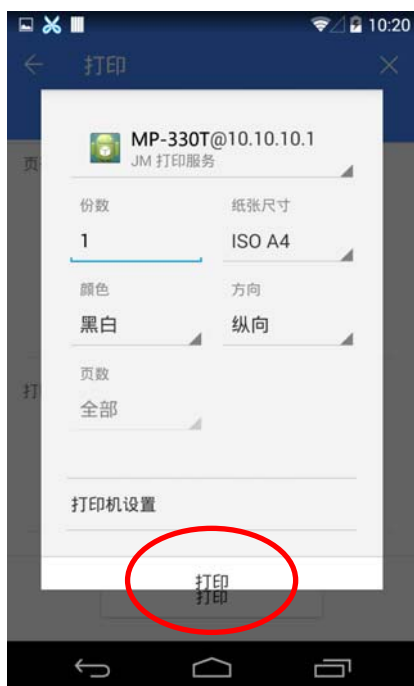 10:20
打印
MP-330T@10.10.10.1
JM 打印服务
页
份数
纸张尺寸
1
ISO A4
颜色
方向
黑白
纵向
页数
打
全部
打印机设置
打印
打印